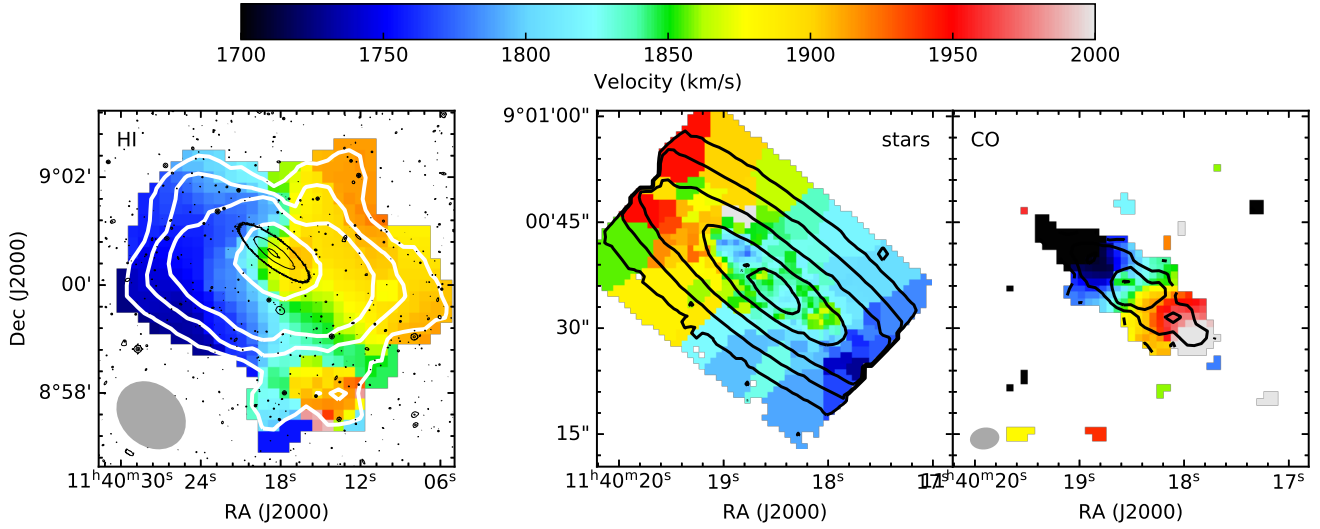 1700 1750 1800 1850 1900 1950 2000
Velocity (km/s)
HI
stars
CO
9°02'
00'
8°58'
Dec (J2000)
9°01'00"
00'45"
30"
15"
11ʰ40ᵐ30ˢ 24ˢ 18ˢ 12ˢ 06ˢ
11ʰ40ᵐ20ˢ 19ˢ 18ˢ 17ˢ
11ʰ40ᵐ20ˢ 19ˢ 18ˢ 17ˢ
RA (J2000)
RA (J2000)
RA (J2000)